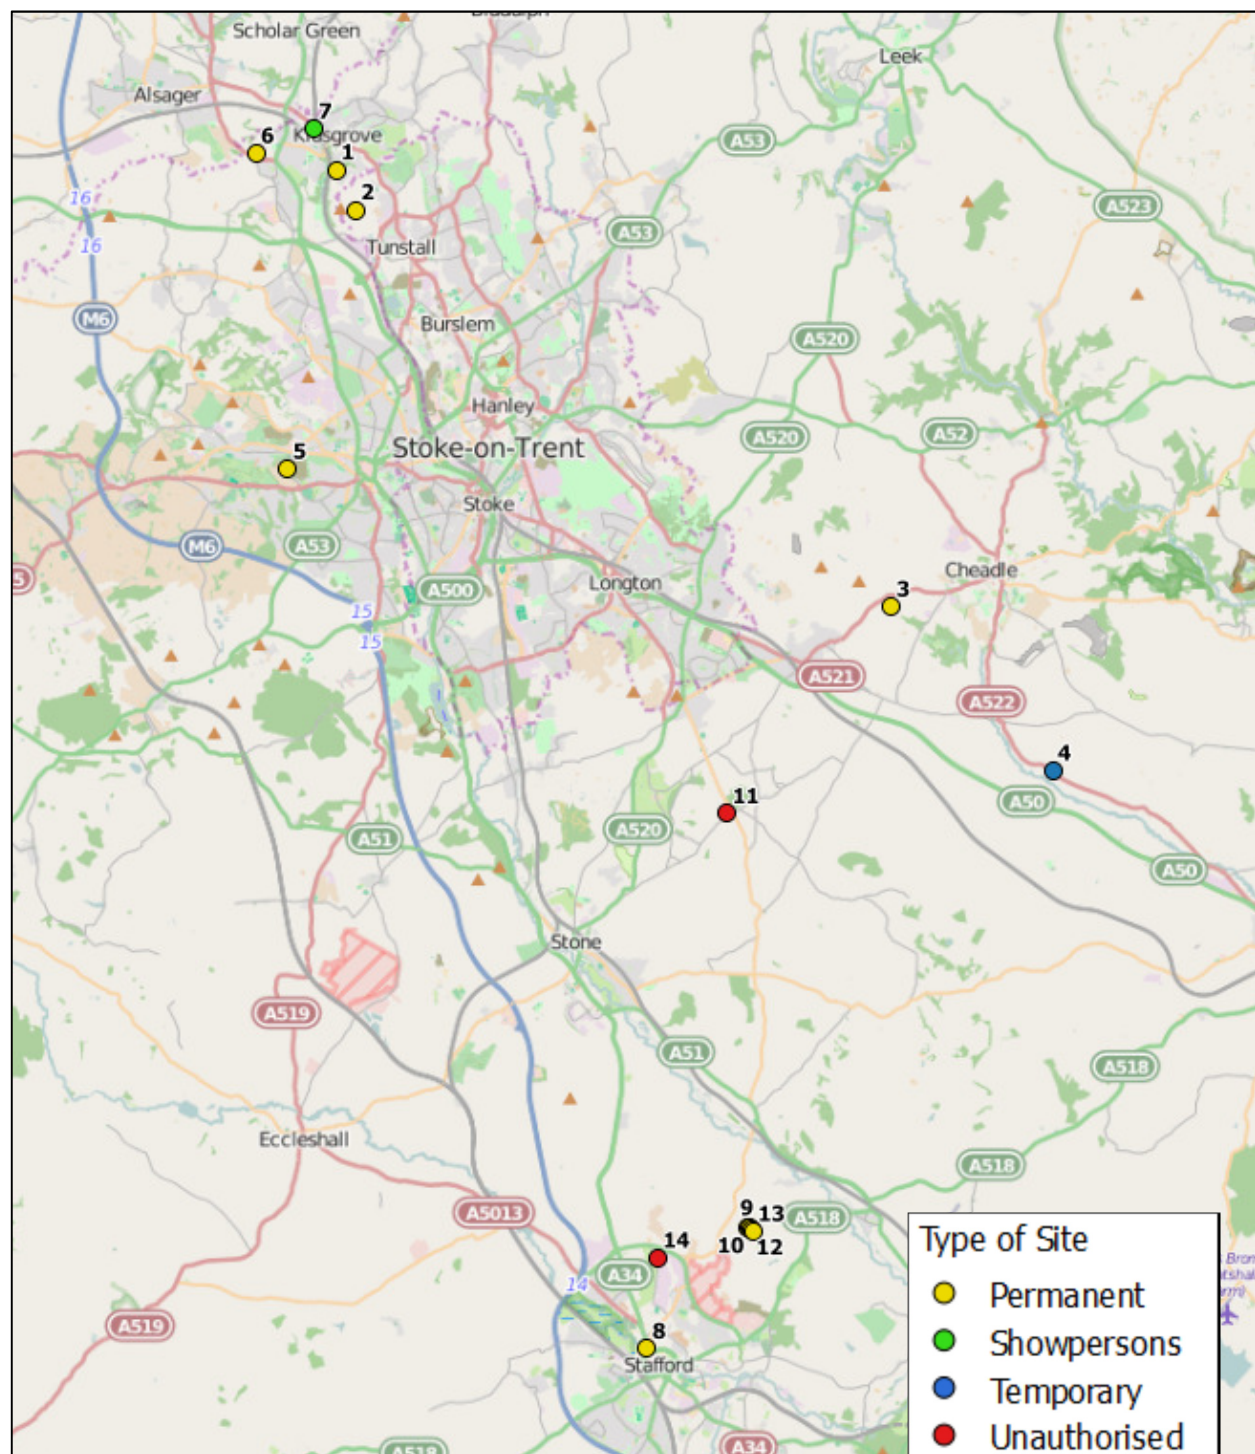 Scholar Green
Leek
Alsager
7
Kidsgrove
6
1
A53
2
16
16
A523
A53
Tunstall
M6
Burslem
A520
Hanley
A520
A52
5
Stoke-on-Trent
Stoke
M6
A53
Cheadle
5
Longton
A500
3
15
15
A521
A522
4
11
A50
A520
A51
A50
Stone
A519
A51
A518
Eccleshall
A518
A5013
9
13
A518
10
12
14
A34
14
A519
8
Stafford
A518
A34
Type of Site
Permanent
Showpersons
Temporary
Unauthorised